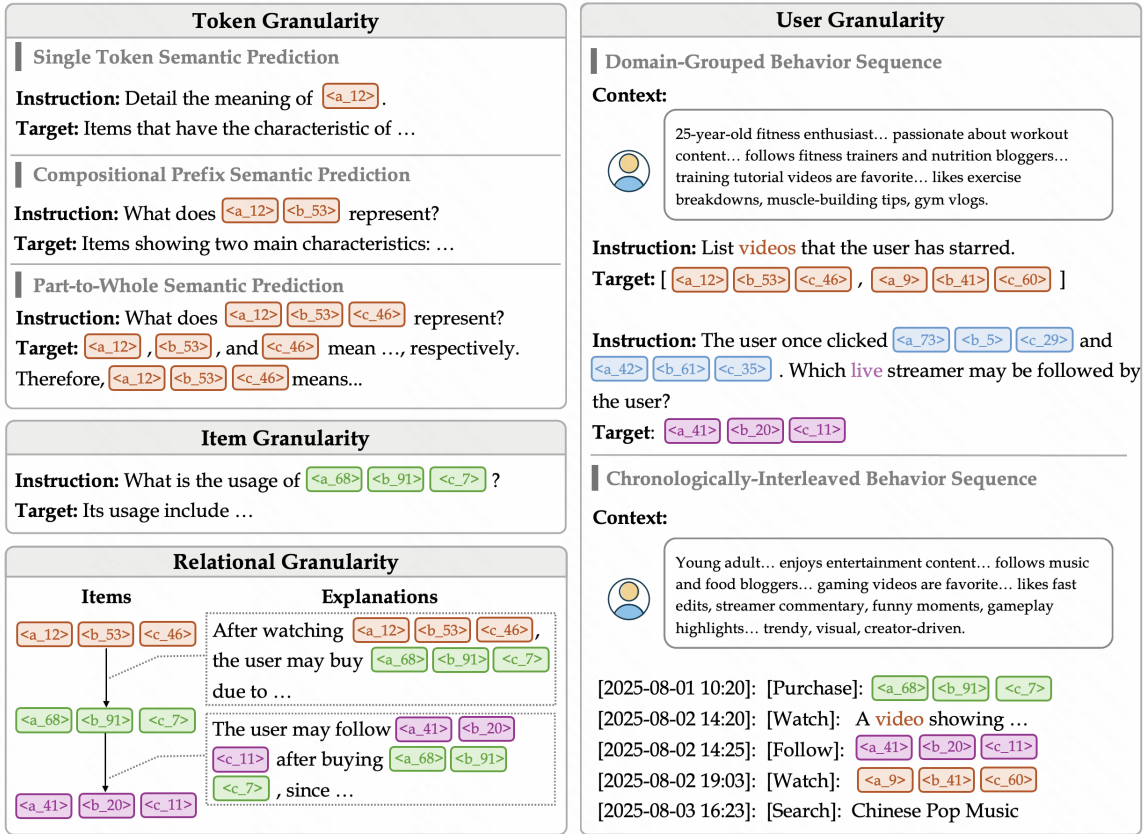 Token Granularity
Single Token Semantic Prediction
Instruction: Detail the meaning of <a_12> .
Target: Items that have the characteristic of …
Compositional Prefix Semantic Prediction
Instruction: What does <a_12> <b_53> represent?
Target: Items showing two main characteristics: …
Part-to-Whole Semantic Prediction
Instruction: What does <a_12> <b_53> <c_46> represent?
Target: <a_12> , <b_53> , and <c_46> mean …, respectively.
Therefore, <a_12> <b_53> <c_46> means...
Item Granularity
Instruction: What is the usage of <a_68> <b_91> <c_7> ?
Target: Its usage include …
Relational Granularity
Items
<a_12> <b_53> <c_46>
<a_68> <b_91> <c_7>
<a_41> <b_20> <c_11>
Explanations
After watching <a_12> <b_53> <c_46> ,
the user may buy <a_68> <b_91> <c_7>
due to …
The user may follow <a_41> <b_20>
<c_11> after buying <a_68> <b_91>
<c_7> , since …
User Granularity
Domain-Grouped Behavior Sequence
Context:
25-year-old fitness enthusiast… passionate about workout
content… follows fitness trainers and nutrition bloggers…
training tutorial videos are favorite… likes exercise
breakdowns, muscle-building tips, gym vlogs.
Instruction: List videos that the user has starred.
Target: [ <a_12> <b_53> <c_46> , <a_9> <b_41> <c_60> ]
Instruction: The user once clicked <a_73> <b_5> <c_29> and
<a_42> <b_61> <c_35> . Which live streamer may be followed by
the user?
Target: <a_41> <b_20> <c_11>
Chronologically-Interleaved Behavior Sequence
Context:
Young adult… enjoys entertainment content… follows music
and food bloggers… gaming videos are favorite… likes fast
edits, streamer commentary, funny moments, gameplay
highlights… trendy, visual, creator-driven.
[2025-08-01 10:20]: [Purchase]: <a_68> <b_91> <c_7>
[2025-08-02 14:20]: [Watch]: A video showing …
[2025-08-02 14:25]: [Follow]: <a_41> <b_20> <c_11>
[2025-08-02 19:03]: [Watch]: <a_9> <b_41> <c_60>
[2025-08-03 16:23]: [Search]: Chinese Pop Music